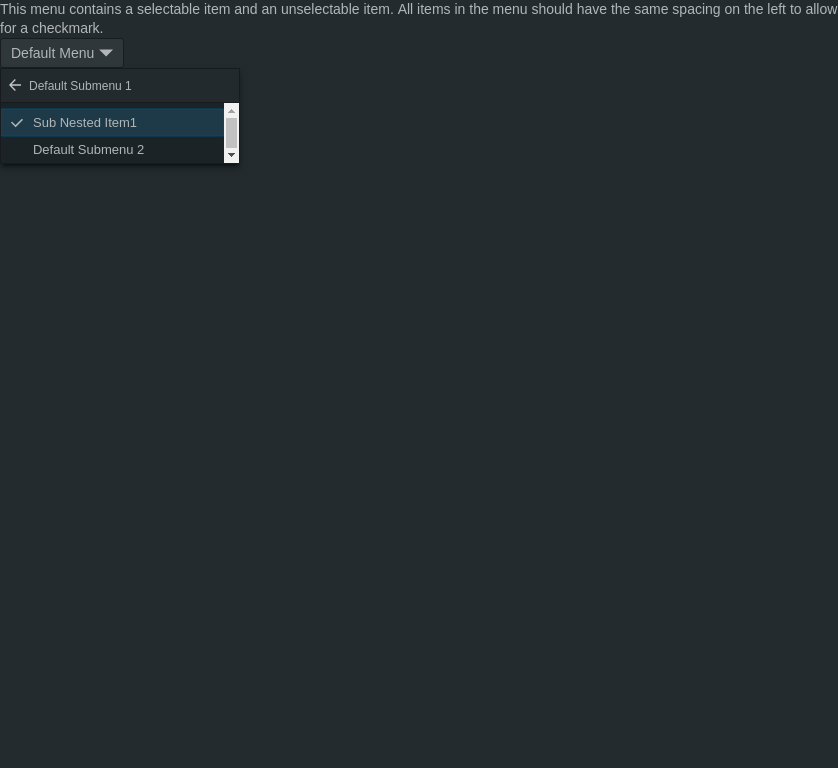 This menu contains a selectable item and an unselectable item. All items in the menu should have the same spacing on the left to allow
for a checkmark.
Default Menu
Default Submenu 1
Sub Nested Item1
Default Submenu 2